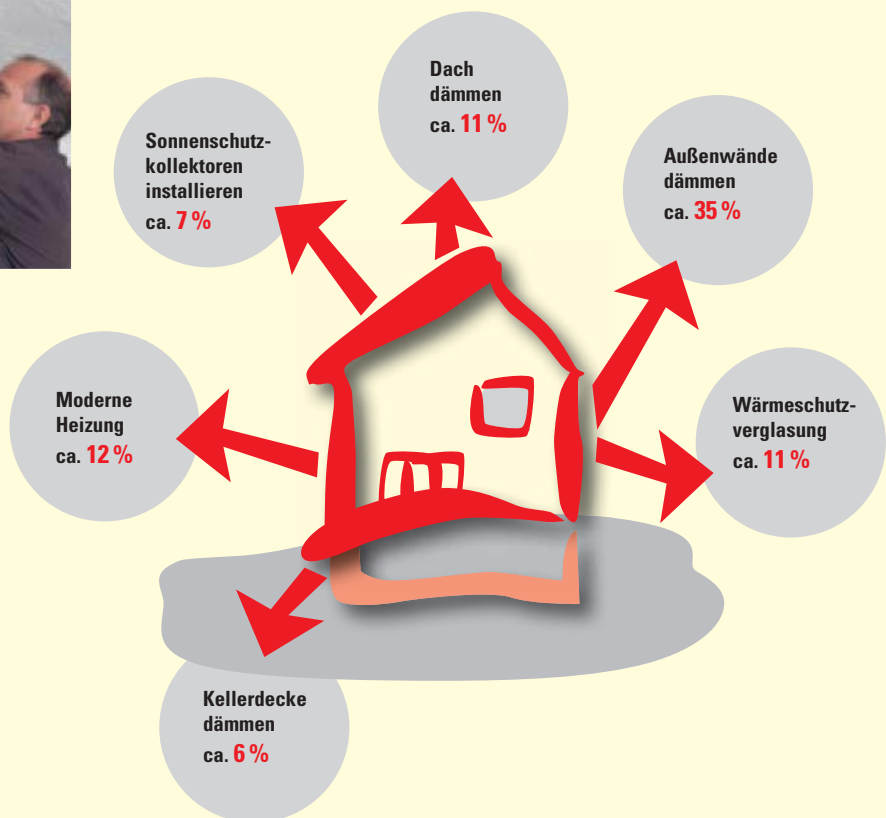 Dach
dämmen
ca. 11 %
Sonnenschutz-
kollektoren
installieren
ca. 7 %
Außenwände
dämmen
ca. 35 %
Moderne
Heizung
ca. 12 %
Wärmeschutz-
verglasung
ca. 11 %
Kellerdecke
dämmen
ca. 6 %